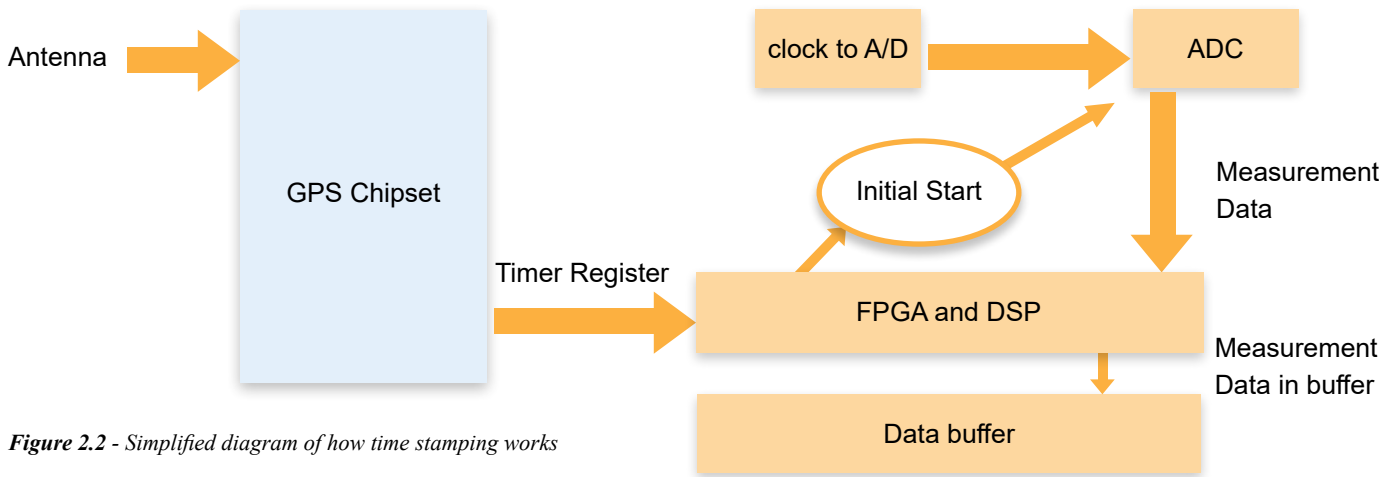 Antenna
GPS Chipset
Timer Register
clock to A/D
ADC
Initial Start
Measurement
Data
FPGA and DSP
Measurement
Data in buffer
Data buffer
Figure 2.2 - Simplified diagram of how time stamping works